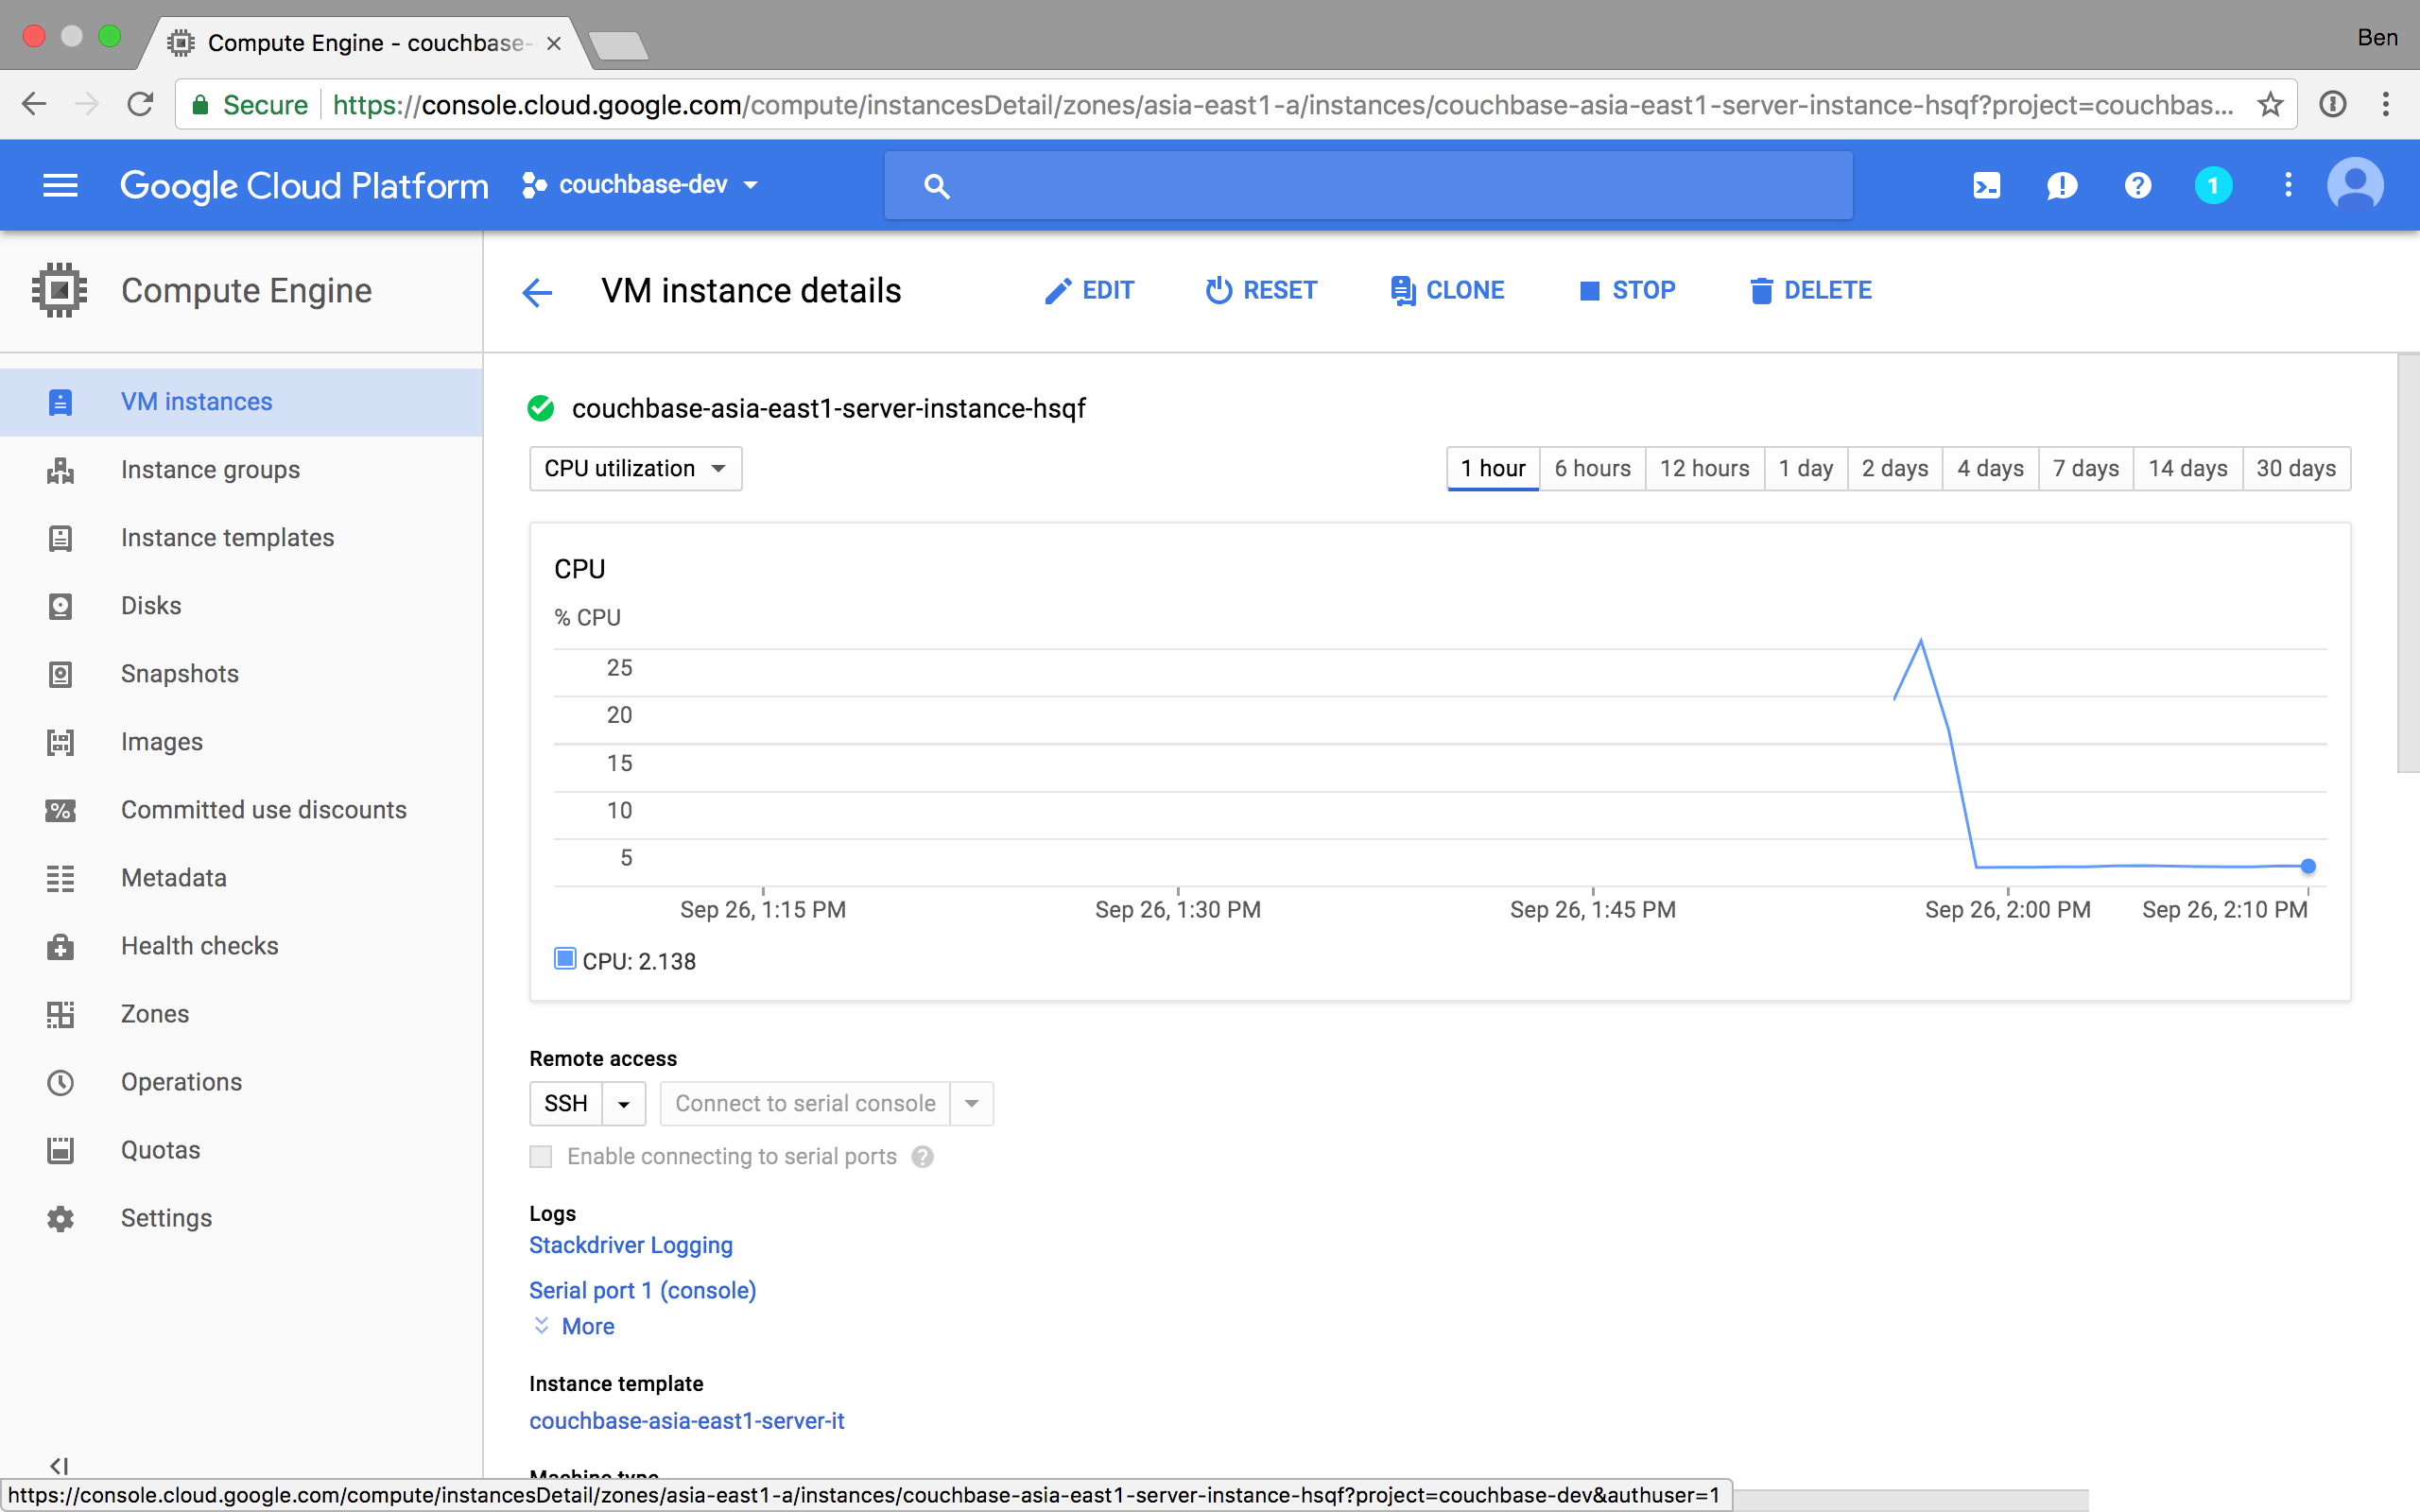 Compute Engine - couchbase-
Ben
Secure https://console.cloud.google.com/compute/instancesDetail/zones/asia-east1-a/instances/couchbase-asia-east1-server-instance-hsqf?project=couchbas...
Google Cloud Platform couchbase-dev 1
Compute Engine
VM instance details EDIT RESET CLONE STOP DELETE
VM instances
Instance groups
Instance templates
Disks
Snapshots
Images
Committed use discounts
Metadata
Health checks
Zones
Operations
Quotas
Settings
couchbase-asia-east1-server-instance-hsqf
CPU utilization 1 hour 6 hours 12 hours 1 day 2 days 4 days 7 days 14 days 30 days
CPU
% CPU
25
20
15
10
5
Sep 26, 1:15 PM Sep 26, 1:30 PM Sep 26, 1:45 PM Sep 26, 2:00 PM Sep 26, 2:10 PM
CPU: 2.138
Remote access
SSH Connect to serial console
Enable connecting to serial ports ?
Logs
Stackdriver Logging
Serial port 1 (console)
More
Instance template
couchbase-asia-east1-server-it
Machine type
https://console.cloud.google.com/compute/instancesDetail/zones/asia-east1-a/instances/couchbase-asia-east1-server-instance-hsqf?project=couchbase-dev&authuser=1